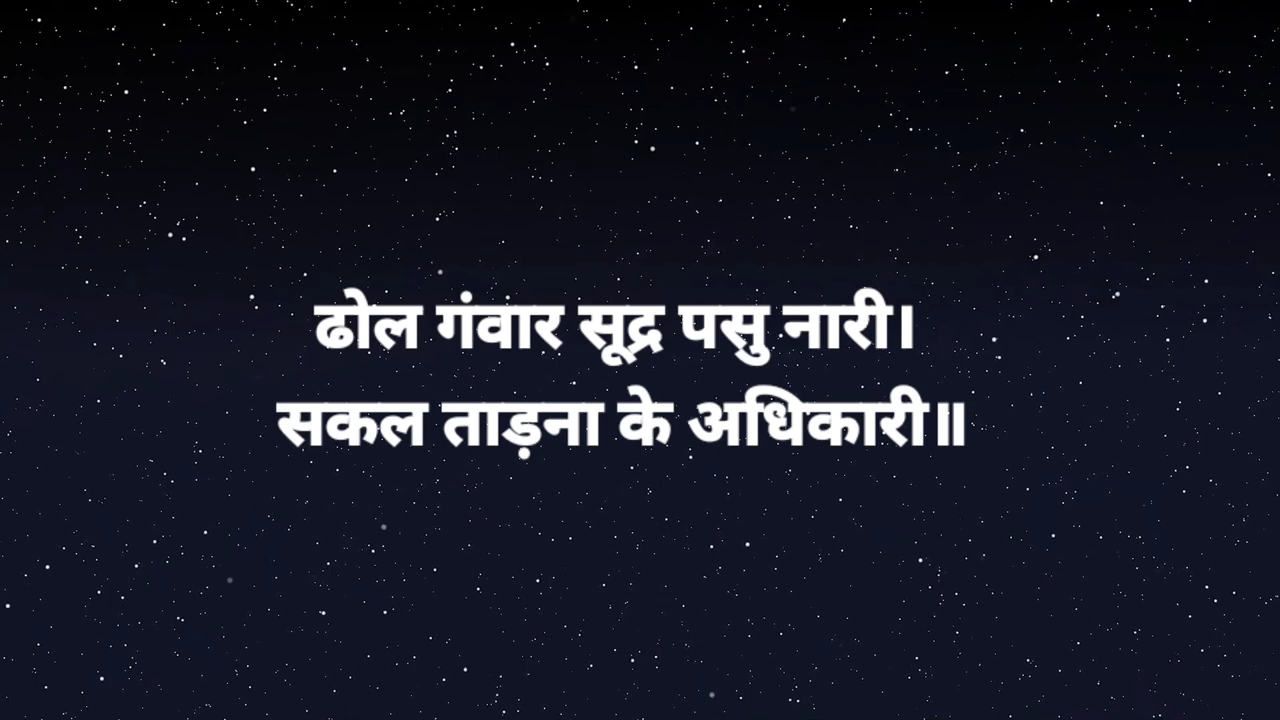 ढोल गंवार सूद्र पसु नारी।
सकल ताड़ना के अधिकारी॥